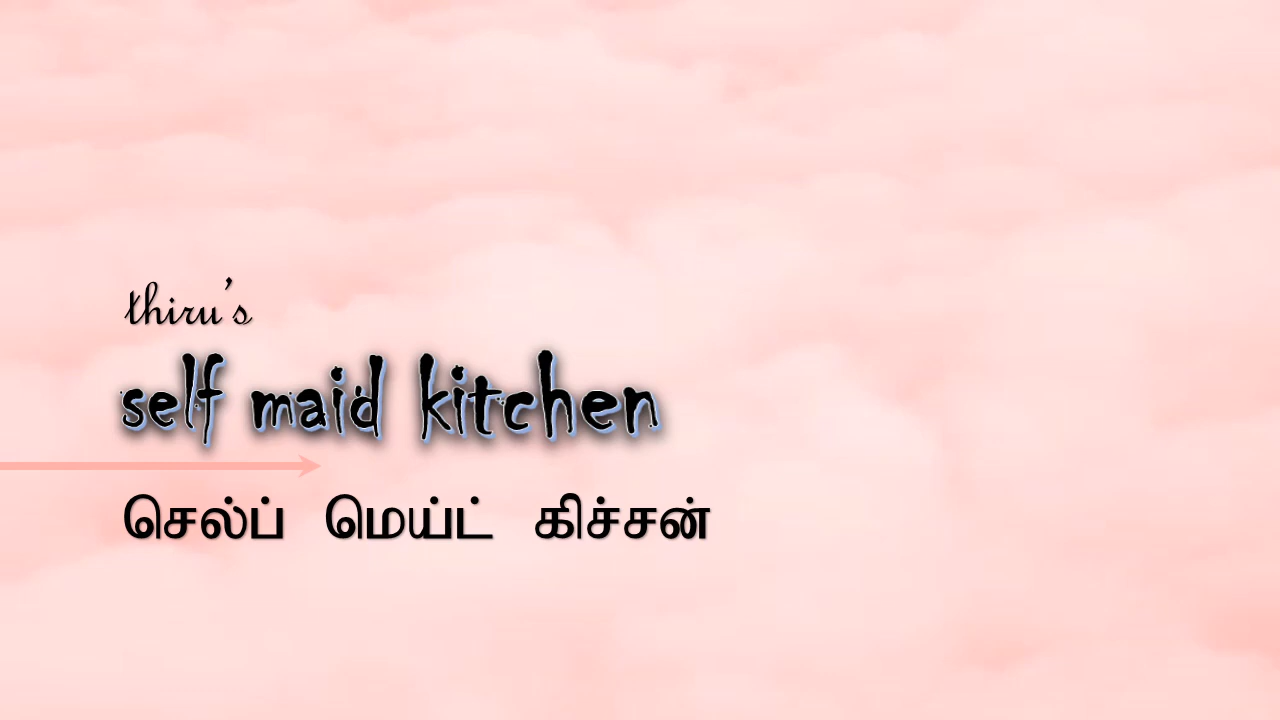 thiru's
self maid kitchen
செல்ப் மெய்ட் கிச்சன்